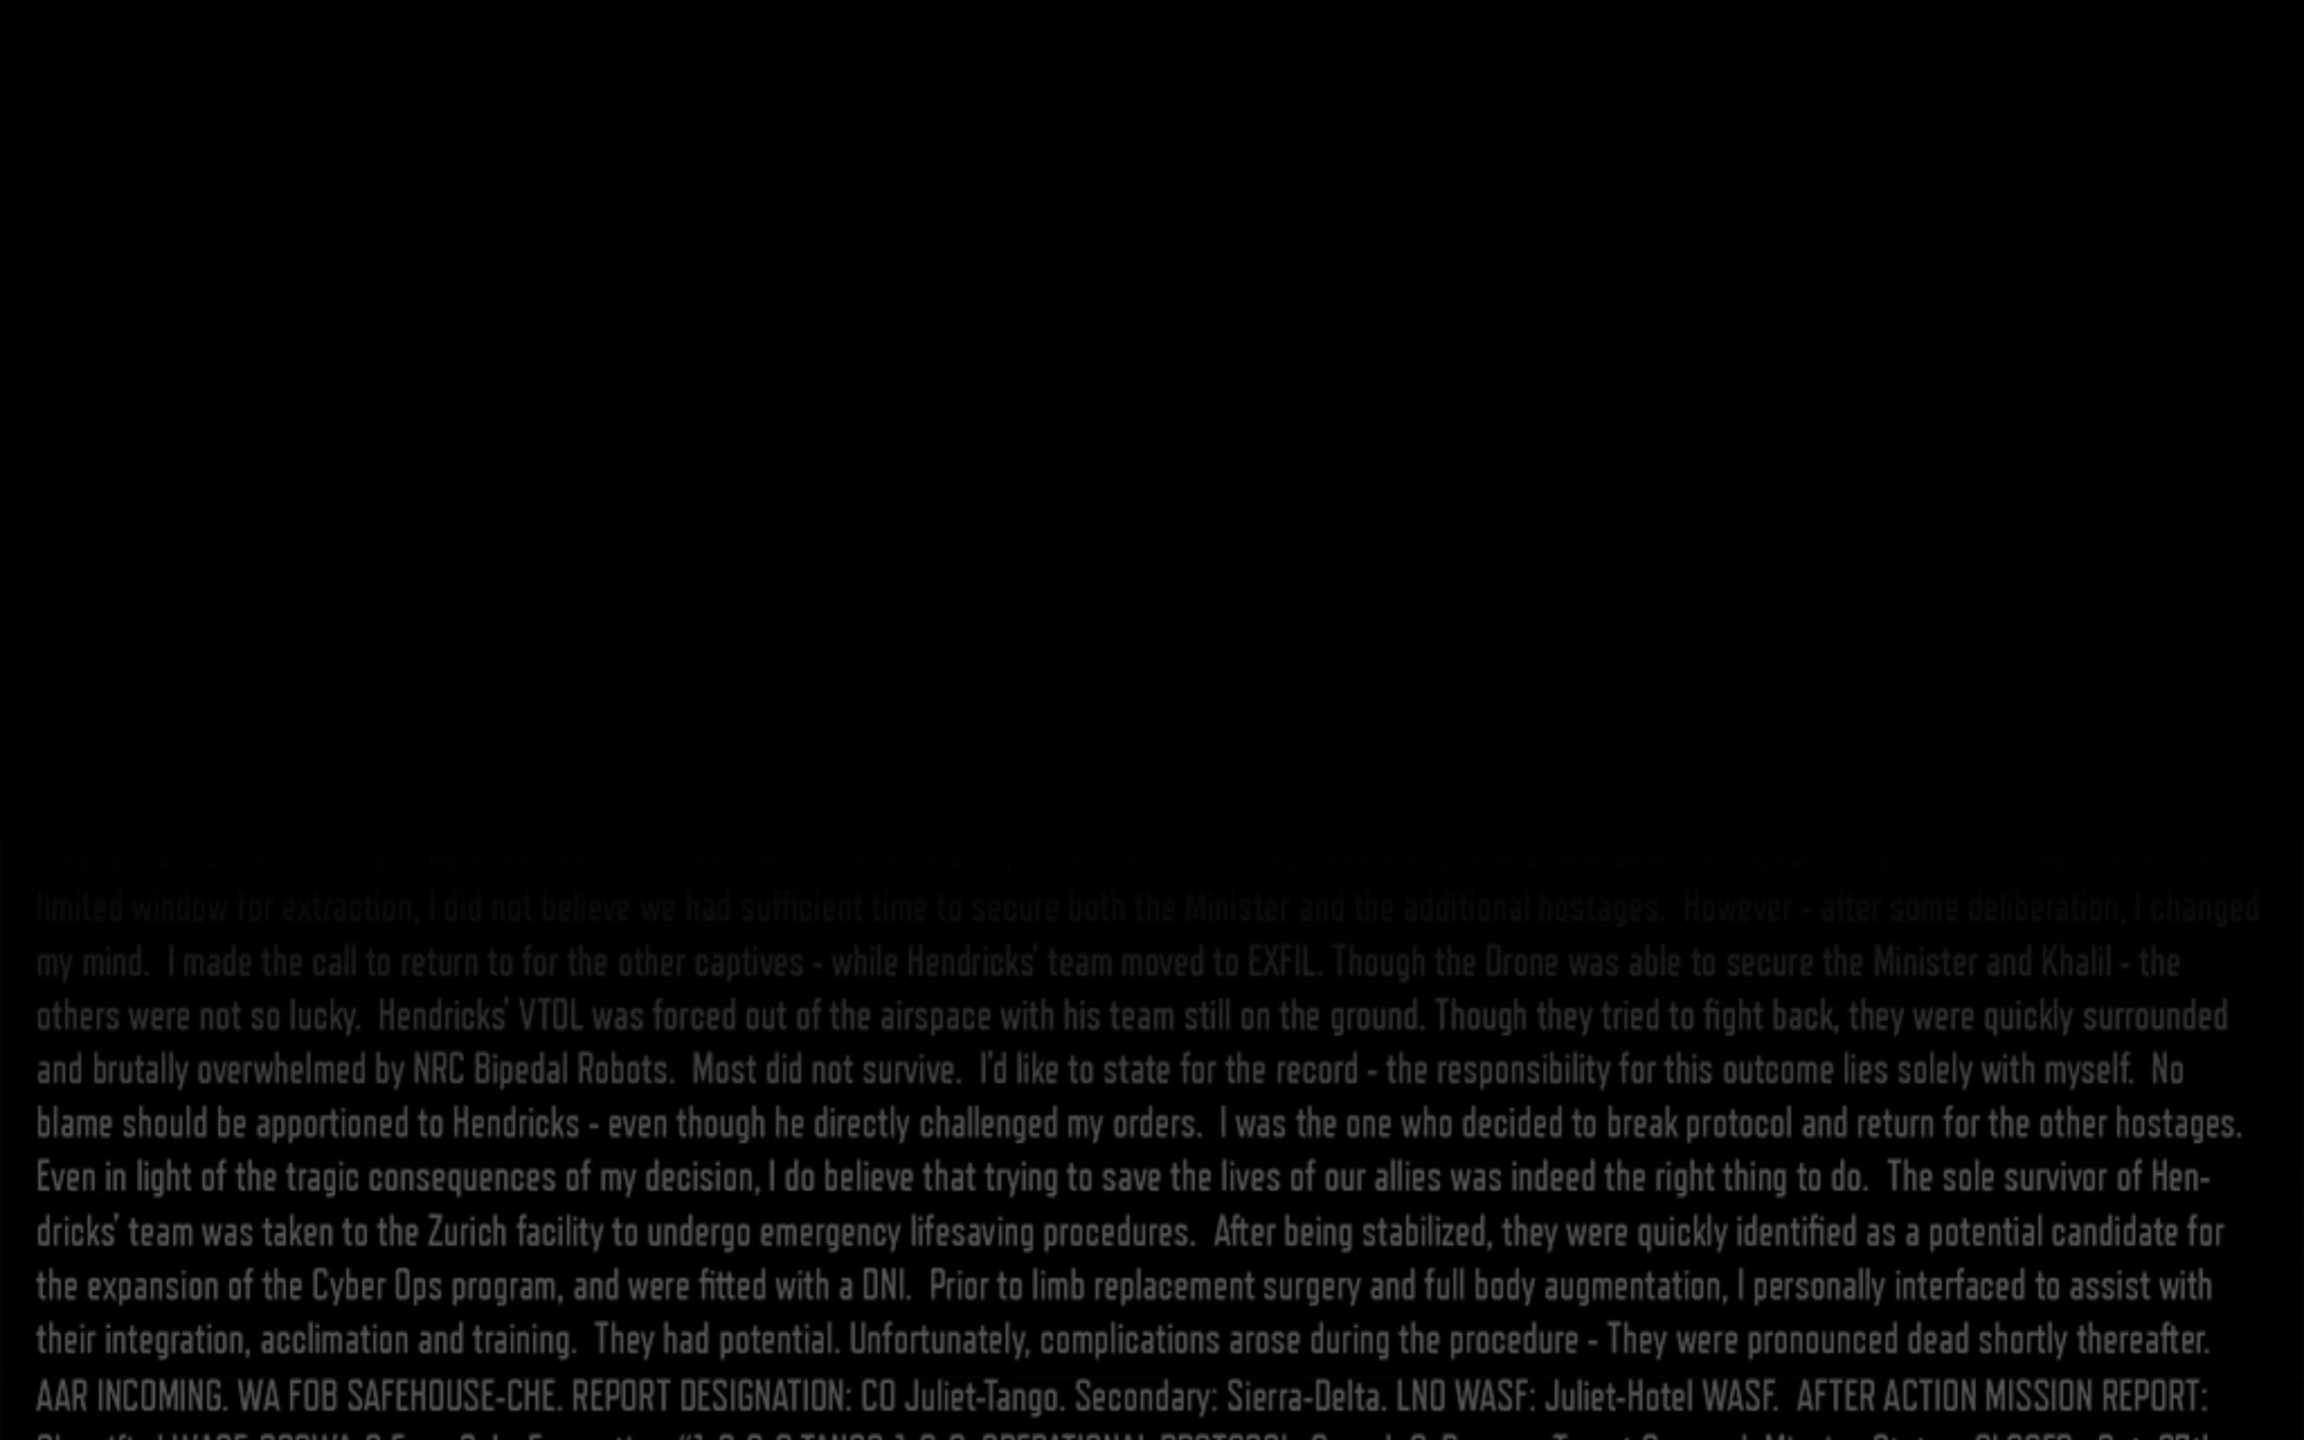 limited window for extraction, I did not believe we had sufficient time to secure both the Minister and the additional hostages.  However - after some deliberation, I changed
my mind.  I made the call to return to for the other captives - while Hendricks' team moved to EXFIL. Though the Drone was able to secure the Minister and Khalil - the
others were not so lucky.  Hendricks' VTOL was forced out of the airspace with his team still on the ground. Though they tried to fight back, they were quickly surrounded
and brutally overwhelmed by NRC Bipedal Robots.  Most did not survive.  I'd like to state for the record - the responsibility for this outcome lies solely with myself.  No
blame should be apportioned to Hendricks - even though he directly challenged my orders.  I was the one who decided to break protocol and return for the other hostages.
Even in light of the tragic consequences of my decision, I do believe that trying to save the lives of our allies was indeed the right thing to do.  The sole survivor of Hen-
dricks' team was taken to the Zurich facility to undergo emergency lifesaving procedures.  After being stabilized, they were quickly identified as a potential candidate for
the expansion of the Cyber Ops program, and were fitted with a DNI.  Prior to limb replacement surgery and full body augmentation, I personally interfaced to assist with
their integration, acclimation and training.  They had potential. Unfortunately, complications arose during the procedure - They were pronounced dead shortly thereafter.
AAR INCOMING. WA FOB SAFEHOUSE-CHE. REPORT DESIGNATION: CO Juliet-Tango. Secondary: Sierra-Delta. LNO WASF: Juliet-Hotel WASF.  AFTER ACTION MISSION REPORT: